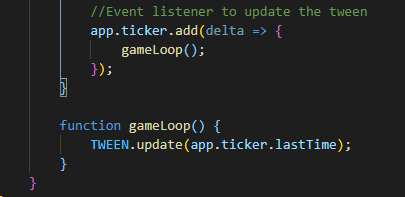 //Event listener to update the tween
app.ticker.add(delta => {
gameLoop();
});
}
function gameLoop() {
TWEEN.update(app.ticker.lastTime);
}
}